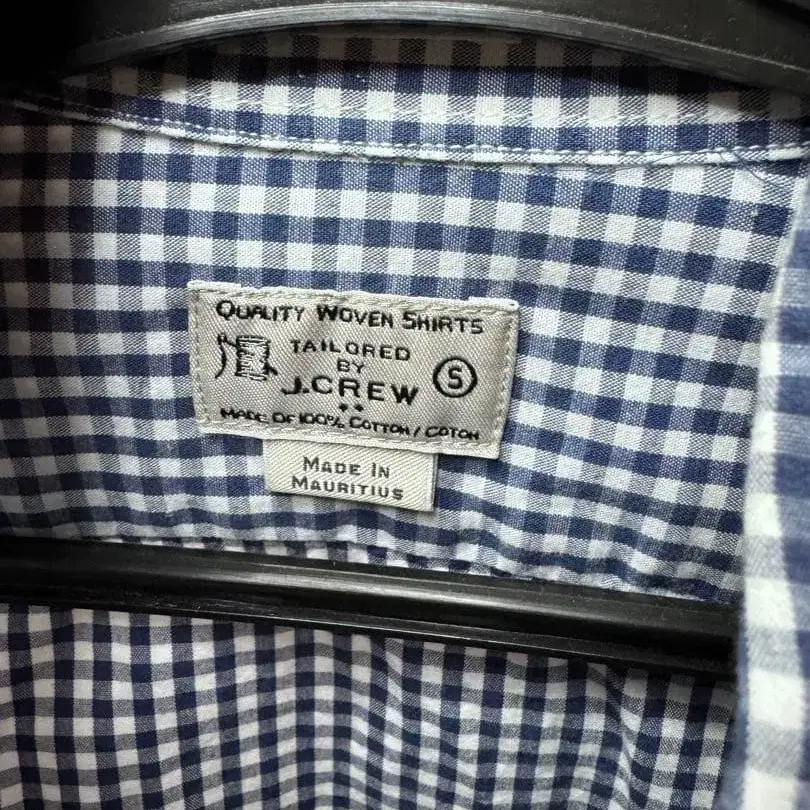 QUALITY WOVEN SHIRTS
TAILORED
BY
J.CREW
S
MADE OF 100% COTTON / COTON
MADE IN
MAURITIUS